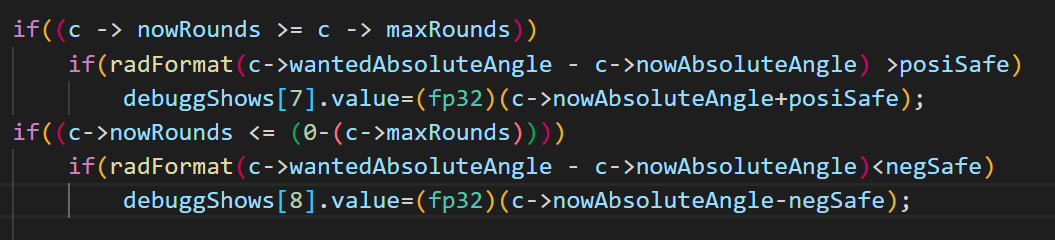 if((c -> nowRounds >= c -> maxRounds))
    if(radFormat(c->wantedAbsoluteAngle - c->nowAbsoluteAngle) >posiSafe)
        debuggShows[7].value=(fp32)(c->nowAbsoluteAngle+posiSafe);
if((c->nowRounds <= (0-(c->maxRounds))))
    if(radFormat(c->wantedAbsoluteAngle - c->nowAbsoluteAngle)<negSafe)
        debuggShows[8].value=(fp32)(c->nowAbsoluteAngle-negSafe);